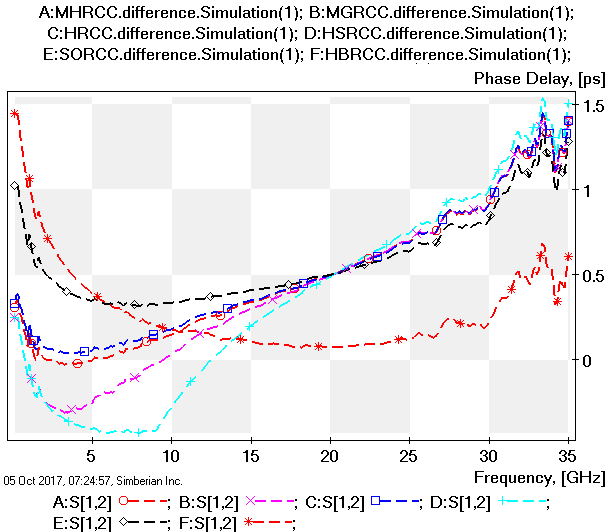 A:MHRCC.difference.Simulation(1); B:MGRCC.difference.Simulation(1);
C:HRCC.difference.Simulation(1); D:HSRCC.difference.Simulation(1);
E:SORCC.difference.Simulation(1); F:HBRCC.difference.Simulation(1);
Phase Delay, [ps]
1.5
1
0.5
0
5 10 15 20 25 30 35
05 Oct 2017, 07:24:57, Simberian Inc.
Frequency, [GHz]
A:S[1,2] ; B:S[1,2] ; C:S[1,2] ; D:S[1,2] ;
E:S[1,2] ; F:S[1,2] ;